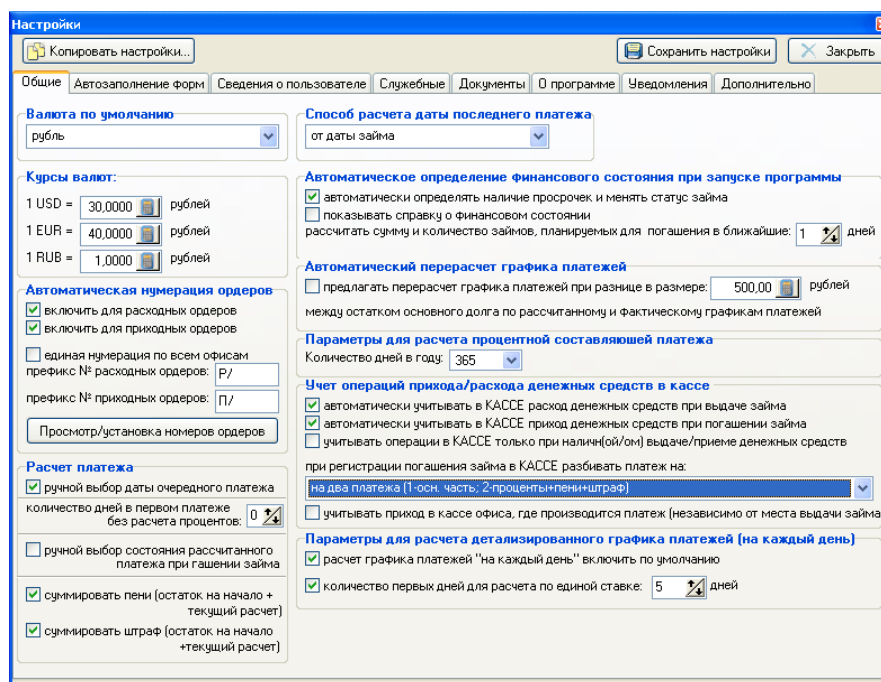 Настройки
Копировать настройки...
Сохранить настройки
Закрыть
Общие
Автозаполнение форм
Сведения о пользователе
Служебные
Документы
О программе
Уведомления
Дополнительно
Валюта по умолчанию
рубль
Курсы валют:
1 USD = 30,0000 рублей
1 EUR = 40,0000 рублей
1 RUB = 1,0000 рублей
Автоматическая нумерация ордеров
включить для расходных ордеров
включить для приходных ордеров
единая нумерация по всем офисам
префикс № расходных ордеров: Р/
префикс № приходных ордеров: П/
Просмотр/установка номеров ордеров
Расчет платежа
ручной выбор даты очередного платежа
количество дней в первом платеже
без расчета процентов: 0
ручной выбор состояния рассчитанного
платежа при гашении займа
суммировать пени (остаток на начало +
текущий расчет)
суммировать штраф (остаток на начало
+текущий расчет)
Способ расчета даты последнего платежа
от даты займа
Автоматическое определение финансового состояния при запуске программы
автоматически определять наличие просрочек и менять статус займа
показывать справку о финансовом состоянии
рассчитать сумму и количество займов, планируемых для погашения в ближайшие: 1 дней
Автоматический перерасчет графика платежей
предлагать перерасчет графика платежей при разнице в размере: 500,00 рублей
между остатком основного долга по рассчитанному и фактическому графикам платежей
Параметры для расчета процентной составляюшей платежа
Количество дней в году: 365
Учет операций прихода/расхода денежных средств в кассе
автоматически учитывать в КАССЕ расход денежных средств при выдаче займа
автоматически учитывать в КАССЕ приход денежных средств при погашении займа
учитывать операции в КАССЕ только при наличн(ой/ом) выдаче/приеме денежных средств
при регистрации погашения займа в КАССЕ разбивать платеж на:
на два платежа (1-осн. часть; 2-проценты+пени+штраф)
учитывать приход в кассе офиса, где производится платеж (независимо от места выдачи займа
Параметры для расчета детализированного графика платежей (на каждый день)
расчет графика платежей "на каждый день" включить по умолчанию
количество первых дней для расчета по единой ставке: 5 дней